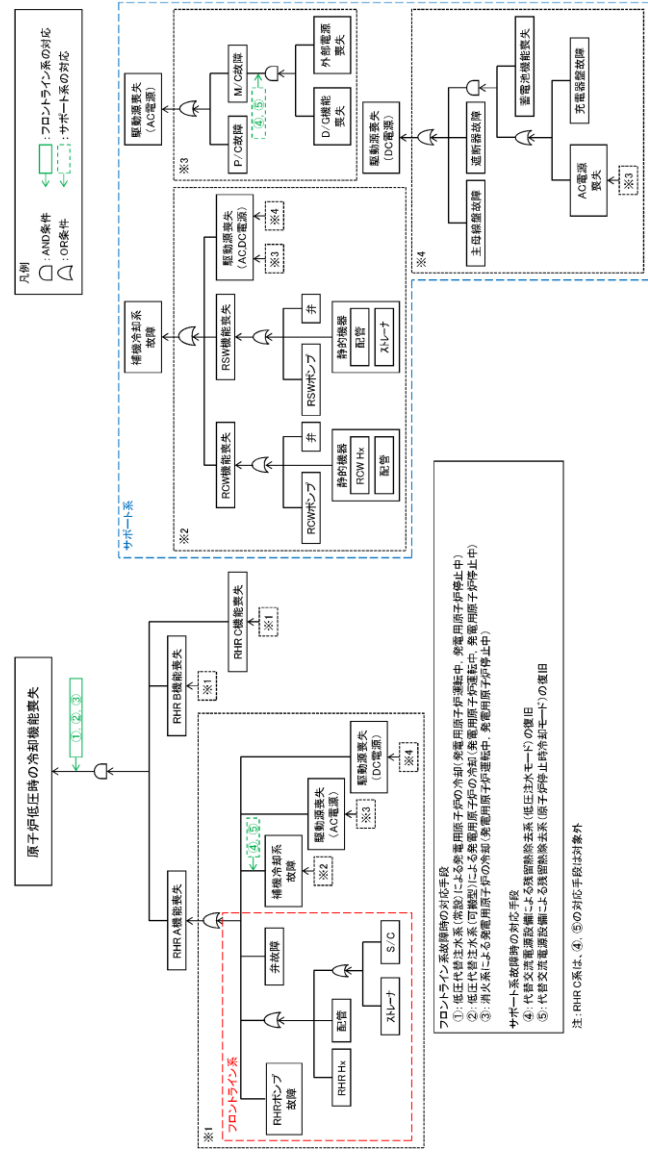 原子炉低圧時の冷却機能喪失
①, ②, ③
RHR A機能喪失
RHR B機能喪失
※1
RHR C機能喪失
※1
※1
フロントライン系
RHRポンプ
故障
弁故障
RHR Hx
配管
ストレーナ
S/C
④, ⑤
補機冷却系
故障
※2
駆動源喪失
(AC電源)
※3
駆動源喪失
(DC電源)
※4
凡例
:AND条件
:OR条件
:フロントライン系の対応
:サポート系の対応
サポート系
補機冷却系
故障
※2
RCW機能喪失
RCWポンプ
弁
静的機器
RCW Hx
配管
RSW機能喪失
RSWポンプ
弁
静的機器
配管
ストレーナ
駆動源喪失
(AC,DC電源)
※3
※4
駆動源喪失
(AC電源)
※3
P/C故障
M/C故障
④, ⑤
D/G機能
喪失
外部電源
喪失
駆動源喪失
(DC電源)
※4
主母線盤故障
遮断器故障
蓄電池機能喪失
AC電源
喪失
※3
充電器盤故障
フロントライン系故障時の対応手段
①:低圧代替注水系(常設)による発電用原子炉の冷却(発電用原子炉運転中, 発電用原子炉停止中)
②:低圧代替注水系(可搬型)による発電用原子炉の冷却(発電用原子炉運転中, 発電用原子炉停止中)
③:消火系による発電用原子炉の冷却(発電用原子炉運転中, 発電用原子炉停止中)
サポート系故障時の対応手段
④:代替交流電源設備による残留熱除去系(低圧注水モード)の復旧
⑤:代替交流電源設備による残留熱除去系(原子炉停止時冷却モード)の復旧
注:RHR C系は、④, ⑤の対応手段は対象外